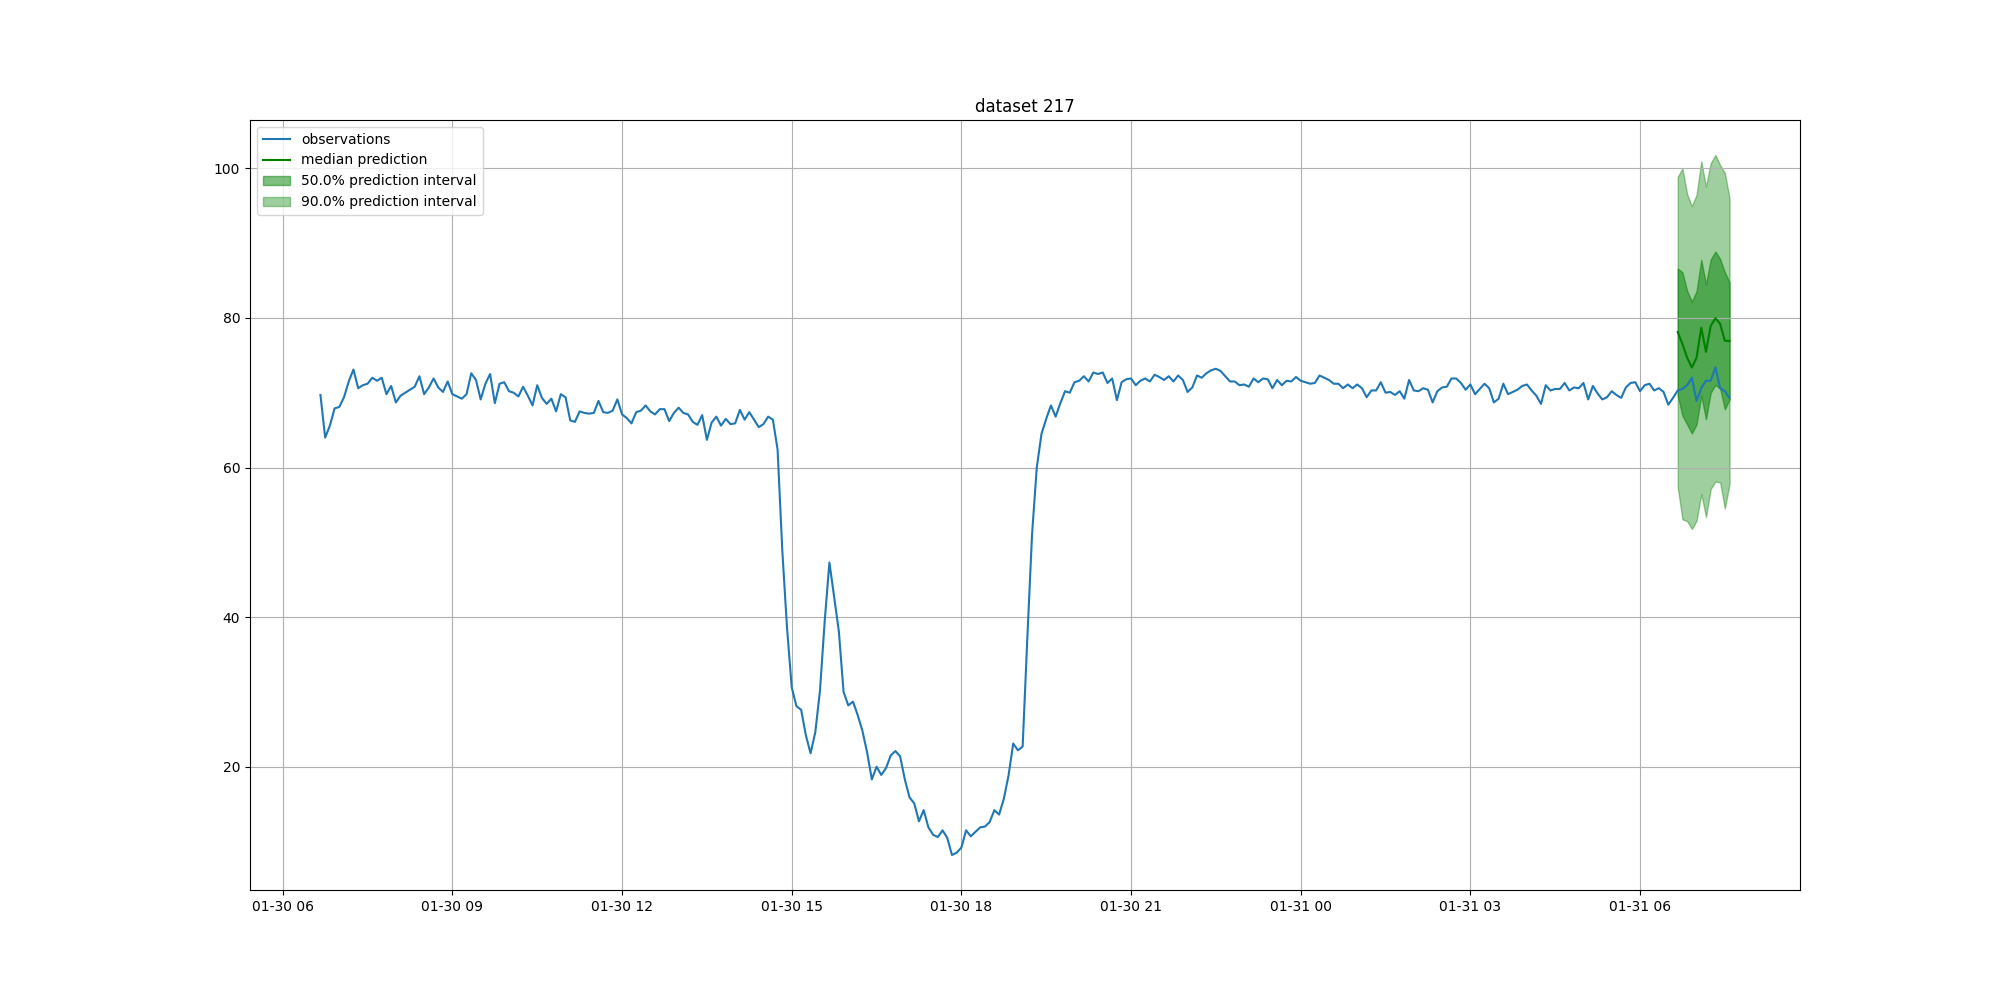 dataset 217
observations
median prediction
50.0% prediction interval
90.0% prediction interval
100
80
60
40
20
01-30 06
01-30 09
01-30 12
01-30 15
01-30 18
01-30 21
01-31 00
01-31 03
01-31 06